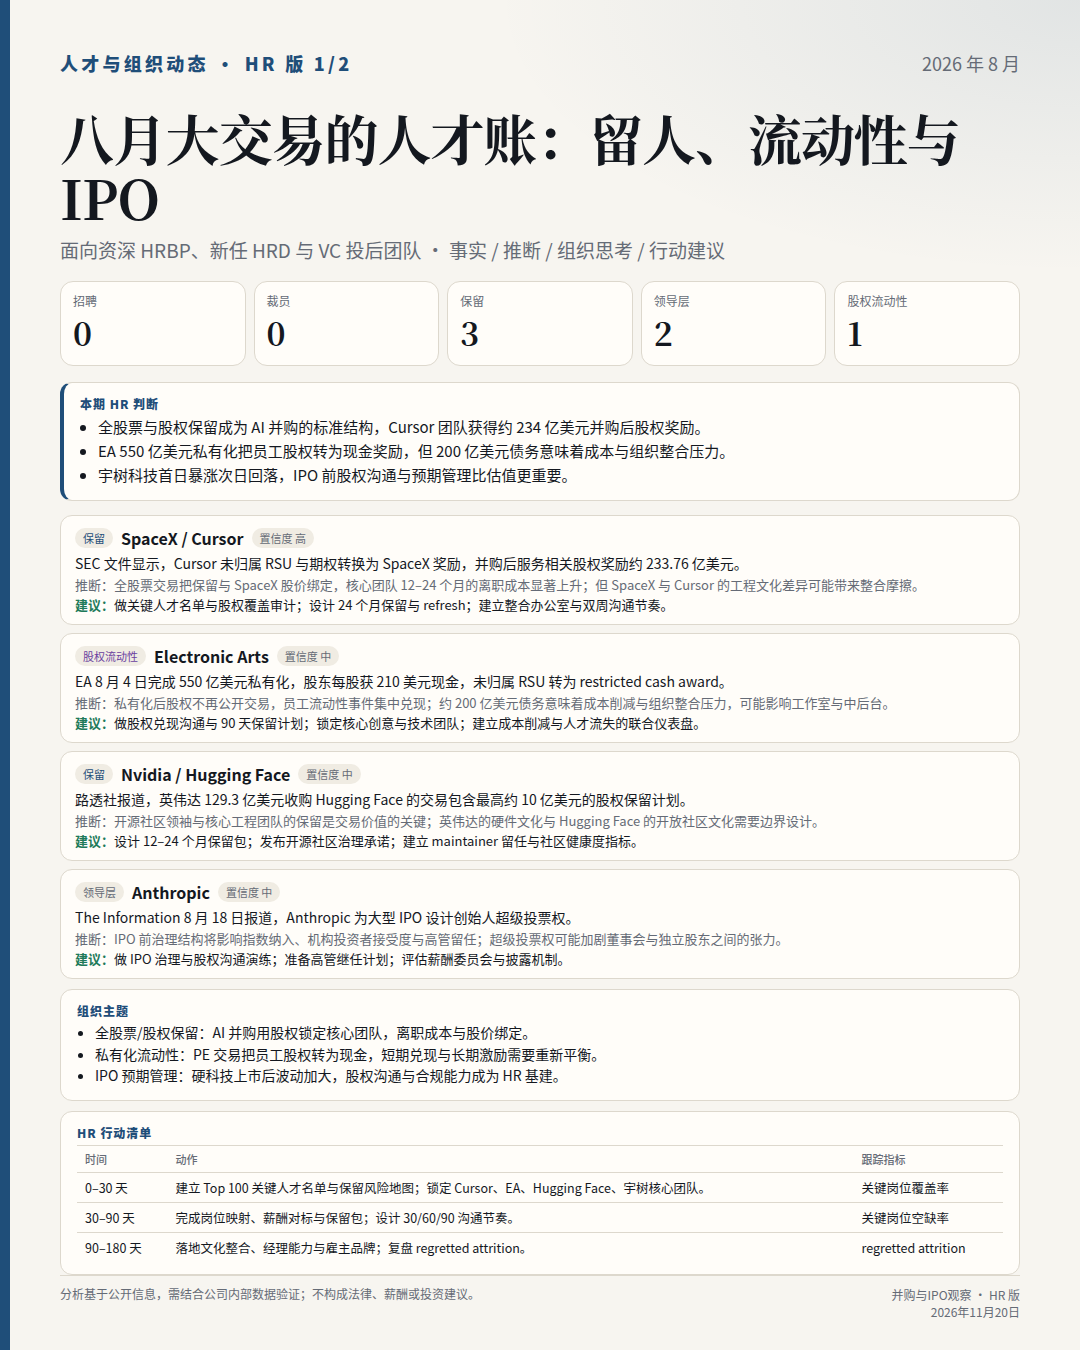 人才与组织动态 · HR 版 1/2
2026 年 8 月
八月大交易的人才账：留人、流动性与
IPO
面向资深 HRBP、新任 HRD 与 VC 投后团队 · 事实 / 推断 / 组织思考 / 行动建议
招聘
0
裁员
0
保留
3
领导层
2
股权流动性
1
本期 HR 判断
全股票与股权保留成为 AI 并购的标准结构，Cursor 团队获得约 234 亿美元并购后股权奖励。
EA 550 亿美元私有化把员工股权转为现金奖励，但 200 亿美元债务意味着成本与组织整合压力。
宇树科技首日暴涨次日回落，IPO 前股权沟通与预期管理比估值更重要。
保留 SpaceX / Cursor 置信度 高
SEC 文件显示，Cursor 未归属 RSU 与期权转换为 SpaceX 奖励，并购后服务相关股权奖励约 233.76 亿美元。
推断：全股票交易把保留与 SpaceX 股价绑定，核心团队 12–24 个月的离职成本显著上升；但 SpaceX 与 Cursor 的工程文化差异可能带来整合摩擦。
建议：做关键人才名单与股权覆盖审计；设计 24 个月保留与 refresh；建立整合办公室与双周沟通节奏。
股权流动性 Electronic Arts 置信度 中
EA 8 月 4 日完成 550 亿美元私有化，股东每股获 210 美元现金，未归属 RSU 转为 restricted cash award。
推断：私有化后股权不再公开交易，员工流动性事件集中兑现；约 200 亿美元债务意味着成本削减与组织整合压力，可能影响工作室与中后台。
建议：做股权兑现沟通与 90 天保留计划；锁定核心创意与技术团队；建立成本削减与人才流失的联合仪表盘。
保留 Nvidia / Hugging Face 置信度 中
路透社报道，英伟达 129.3 亿美元收购 Hugging Face 的交易包含最高约 10 亿美元的股权保留计划。
推断：开源社区领袖与核心工程团队的保留是交易价值的关键；英伟达的硬件文化与 Hugging Face 的开放社区文化需要边界设计。
建议：设计 12–24 个月保留包；发布开源社区治理承诺；建立 maintainer 留任与社区健康度指标。
领导层 Anthropic 置信度 中
The Information 8 月 18 日报道，Anthropic 为大型 IPO 设计创始人超级投票权。
推断：IPO 前治理结构将影响指数纳入、机构投资者接受度与高管留任；超级投票权可能加剧董事会与独立股东之间的张力。
建议：做 IPO 治理与股权沟通演练；准备高管继任计划；评估薪酬委员会与披露机制。
组织主题
全股票/股权保留：AI 并购用股权锁定核心团队，离职成本与股价绑定。
私有化流动性：PE 交易把员工股权转为现金，短期兑现与长期激励需要重新平衡。
IPO 预期管理：硬科技上市后波动加大，股权沟通与合规能力成为 HR 基建。
HR 行动清单
时间 动作 跟踪指标
0–30 天 建立 Top 100 关键人才名单与保留风险地图；锁定 Cursor、EA、Hugging Face、宇树核心团队。 关键岗位覆盖率
30–90 天 完成岗位映射、薪酬对标与保留包；设计 30/60/90 沟通节奏。 关键岗位空缺率
90–180 天 落地文化整合、经理能力与雇主品牌；复盘 regretted attrition。 regretted attrition
分析基于公开信息，需结合公司内部数据验证；不构成法律、薪酬或投资建议。
并购与IPO观察 · HR 版
2026年11月20日